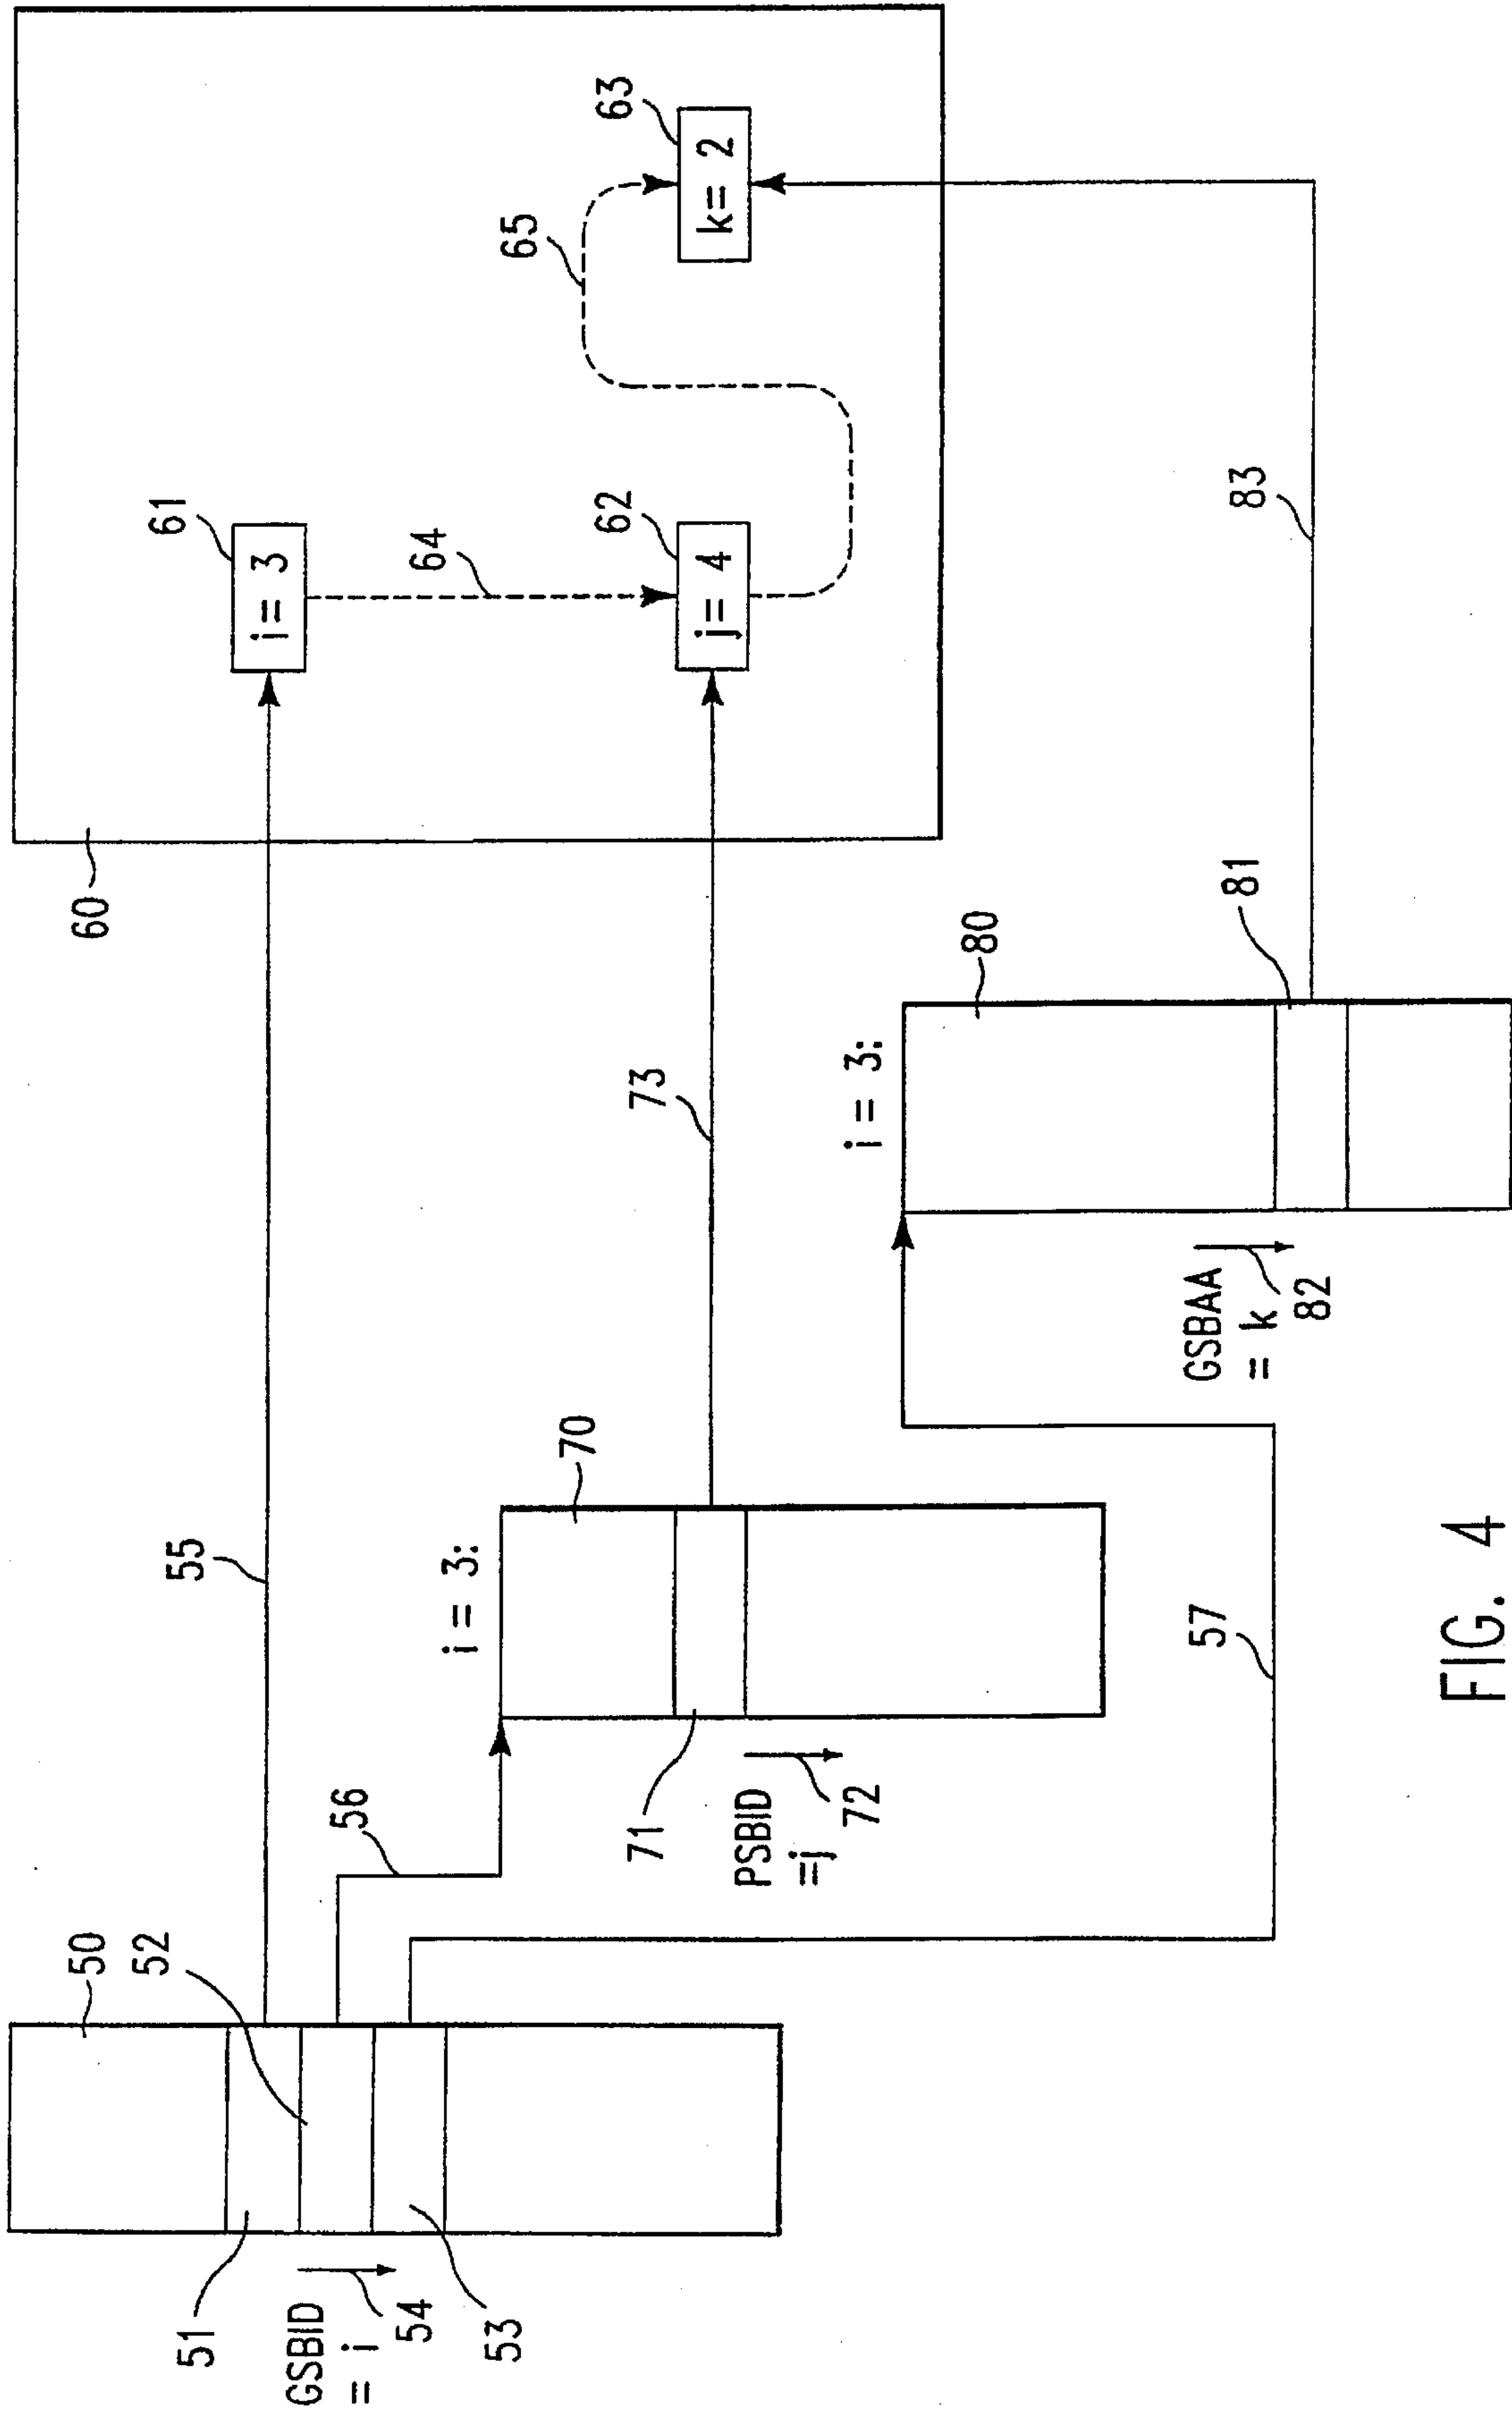 60
61
i = 3
64
62
j = 4
65
63
k = 2
55
50
52
51
GSBID
= i
54
53
56
i = 3:
70
71
PSBID
=j
72
73
57
i = 3:
80
81
GSBAA
= k
82
83
FIG. 4